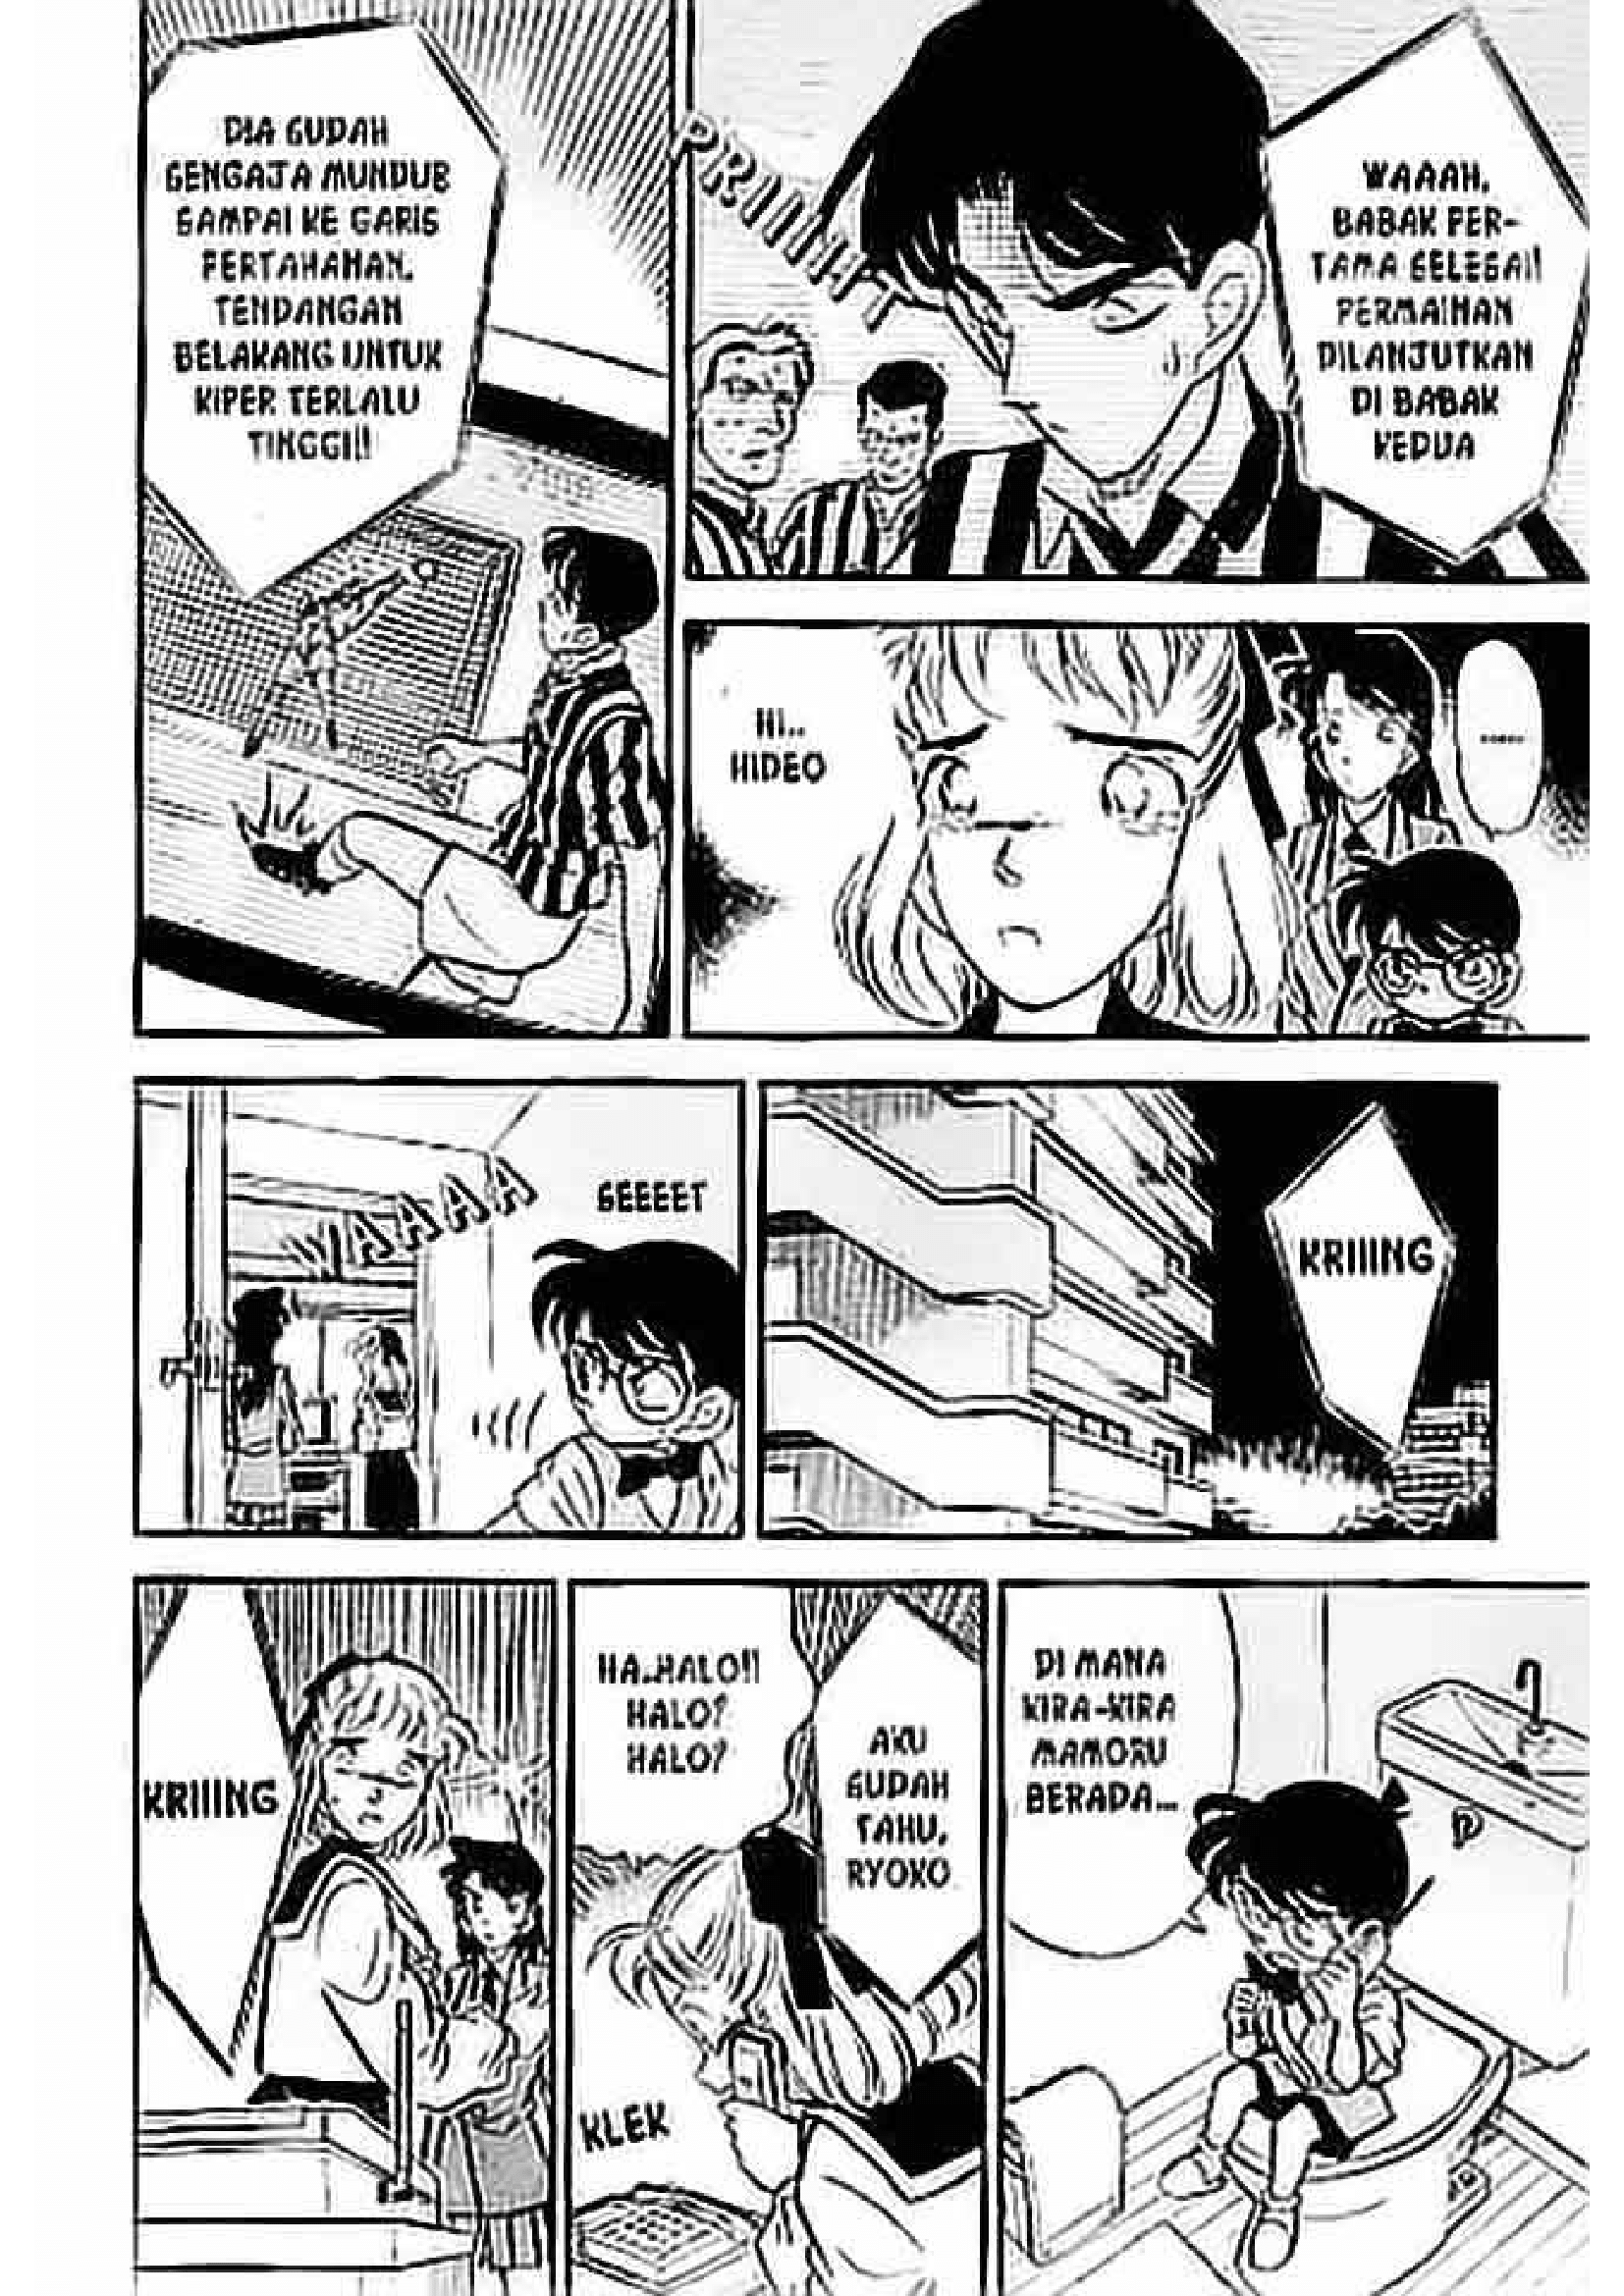 WAAAH,
BABAK PER-
TAMA SELESAI!
PERMAINAN
DILANJUTKAN
DI BABAK
KEDUA
PRIIIIT
DIA SUDAH
SENGAJA MUNDUR
SAMPAI KE GARIS
PERTAHANAN.
TENDANGAN
BELAKANG UNTUK
KIPER TERLALU
TINGGI!!
......
HI..
HIDEO
KRIIING
SEEEET
WAAAAA
DI MANA
KIRA-KIRA
MAMORU
BERADA...
AKU
SUDAH
TAHU,
RYOKO
HA..HALO!!
HALO?
HALO?
KLEK
KRIIING